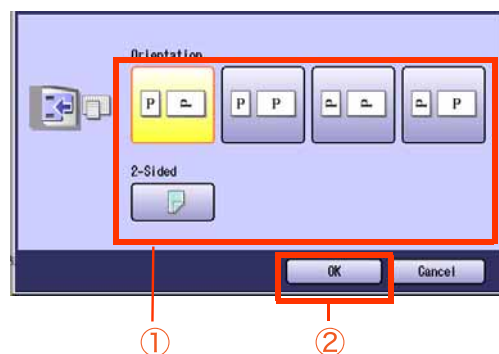 Orientation
P P P P P P P P
2-Sided
OK Cancel
① ②